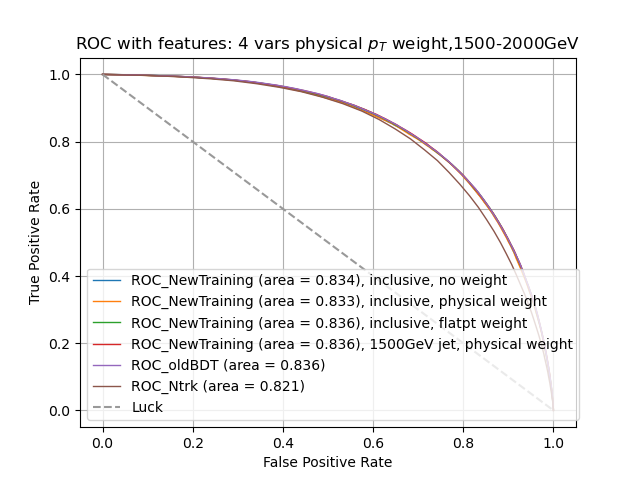 ROC with features: 4 vars physical p_T weight,1500-2000GeV
True Positive Rate
1.0
0.8
0.6
0.4
0.2
0.0
ROC_NewTraining (area = 0.834), inclusive, no weight
ROC_NewTraining (area = 0.833), inclusive, physical weight
ROC_NewTraining (area = 0.836), inclusive, flatpt weight
ROC_NewTraining (area = 0.836), 1500GeV jet, physical weight
ROC_oldBDT (area = 0.836)
ROC_Ntrk (area = 0.821)
Luck
0.0 0.2 0.4 0.6 0.8 1.0
False Positive Rate